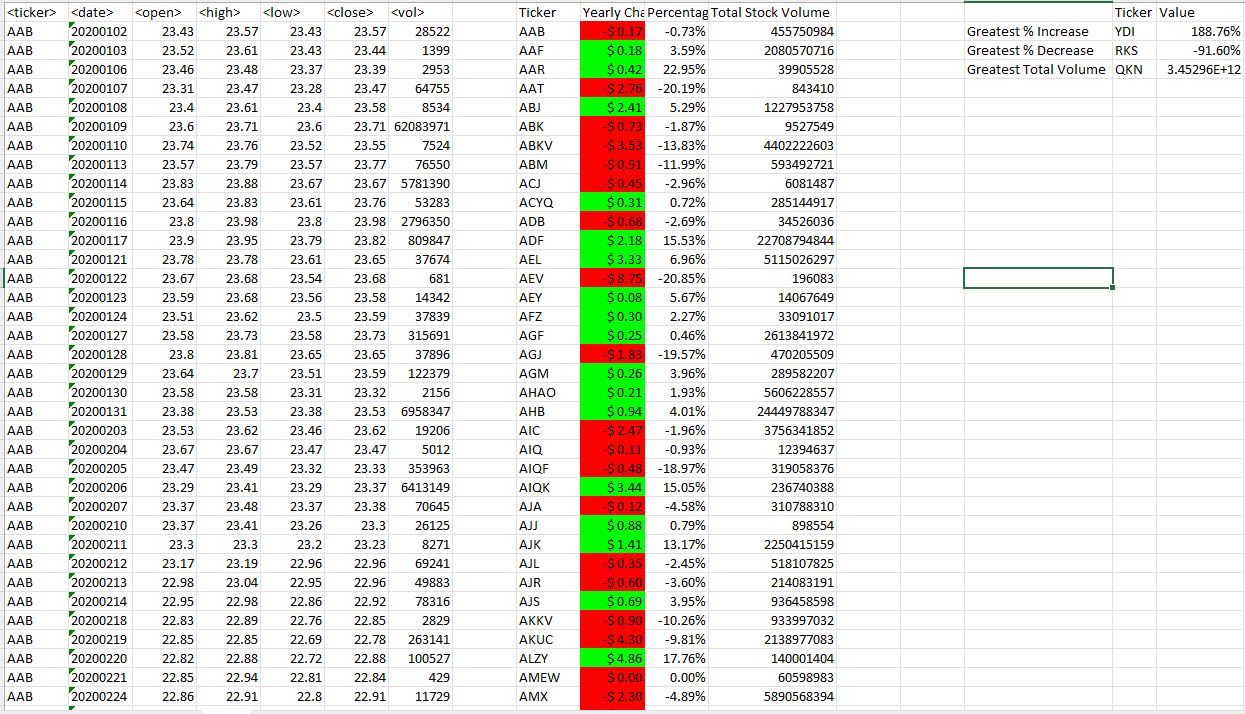 <ticker> <date> <open> <high> <low> <close> <vol> Ticker Yearly Cha Percentag Total Stock Volume Ticker Value
AAB 20200102 23.43 23.57 23.43 23.57 28522 AAB -$ 0.17 -0.73% 455750984 Greatest % Increase YDI 188.76%
AAB 20200103 23.52 23.61 23.43 23.44 1399 AAF $ 0.18 3.59% 2080570716 Greatest % Decrease RKS -91.60%
AAB 20200106 23.46 23.48 23.37 23.39 2953 AAR $ 0.42 22.95% 39905528 Greatest Total Volume QKN 3.45296E+12
AAB 20200107 23.31 23.47 23.28 23.47 64755 AAT -$ 2.76 -20.19% 843410
AAB 20200108 23.4 23.61 23.4 23.58 8534 ABJ $ 2.41 5.29% 1227953758
AAB 20200109 23.6 23.71 23.6 23.71 62083971 ABK -$ 0.73 -1.87% 9527549
AAB 20200110 23.74 23.76 23.52 23.55 7524 ABKV -$ 3.53 -13.83% 4402222603
AAB 20200113 23.57 23.79 23.57 23.77 76550 ABM -$ 0.91 -11.99% 593492721
AAB 20200114 23.83 23.88 23.67 23.67 5781390 ACJ -$ 0.45 -2.96% 6081487
AAB 20200115 23.64 23.83 23.61 23.76 53283 ACYQ $ 0.31 0.72% 285144917
AAB 20200116 23.8 23.98 23.8 23.98 2796350 ADB -$ 0.68 -2.69% 34526036
AAB 20200117 23.9 23.95 23.79 23.82 809847 ADF $ 2.18 15.53% 22708794844
AAB 20200121 23.78 23.78 23.61 23.65 37674 AEL $ 3.33 6.96% 5115026297
AAB 20200122 23.67 23.68 23.54 23.68 681 AEV -$ 8.75 -20.85% 196083
AAB 20200123 23.59 23.68 23.56 23.58 14342 AEY $ 0.08 5.67% 14067649
AAB 20200124 23.51 23.62 23.5 23.59 37839 AFZ $ 0.30 2.27% 33091017
AAB 20200127 23.58 23.73 23.58 23.73 315691 AGF $ 0.25 0.46% 2613841972
AAB 20200128 23.8 23.81 23.65 23.65 37896 AGJ -$ 1.83 -19.57% 470205509
AAB 20200129 23.64 23.7 23.51 23.59 122379 AGM $ 0.26 3.96% 289582207
AAB 20200130 23.58 23.58 23.31 23.32 2156 AHAO $ 0.21 1.93% 5606228557
AAB 20200131 23.38 23.53 23.38 23.53 6958347 AHB $ 0.94 4.01% 24449788347
AAB 20200203 23.53 23.62 23.46 23.62 19206 AIC -$ 2.47 -1.96% 3756341852
AAB 20200204 23.67 23.67 23.47 23.47 5012 AIQ -$ 0.11 -0.93% 12394637
AAB 20200205 23.47 23.49 23.32 23.33 353963 AIQF -$ 0.48 -18.97% 319058376
AAB 20200206 23.29 23.41 23.29 23.37 6413149 AIQK $ 3.44 15.05% 236740388
AAB 20200207 23.37 23.48 23.37 23.38 70645 AJA -$ 0.12 -4.58% 310788310
AAB 20200210 23.37 23.41 23.26 23.3 26125 AJJ $ 0.88 0.79% 898554
AAB 20200211 23.3 23.3 23.2 23.23 8271 AJK $ 1.41 13.17% 2250415159
AAB 20200212 23.17 23.19 22.96 22.96 69241 AJL -$ 0.35 -2.45% 518107825
AAB 20200213 22.98 23.04 22.95 22.96 49883 AJR -$ 0.60 -3.60% 214083191
AAB 20200214 22.95 22.98 22.86 22.92 78316 AJS $ 0.69 3.95% 936458598
AAB 20200218 22.83 22.89 22.76 22.85 2829 AKKV -$ 0.90 -10.26% 933997032
AAB 20200219 22.85 22.85 22.69 22.78 263141 AKUC -$ 4.30 -9.81% 2138977083
AAB 20200220 22.82 22.88 22.72 22.88 100527 ALZY $ 4.86 17.76% 140001404
AAB 20200221 22.85 22.94 22.81 22.84 429 AMEW $ 0.00 0.00% 60598983
AAB 20200224 22.86 22.91 22.8 22.91 11729 AMX -$ 2.30 -4.89% 5890568394